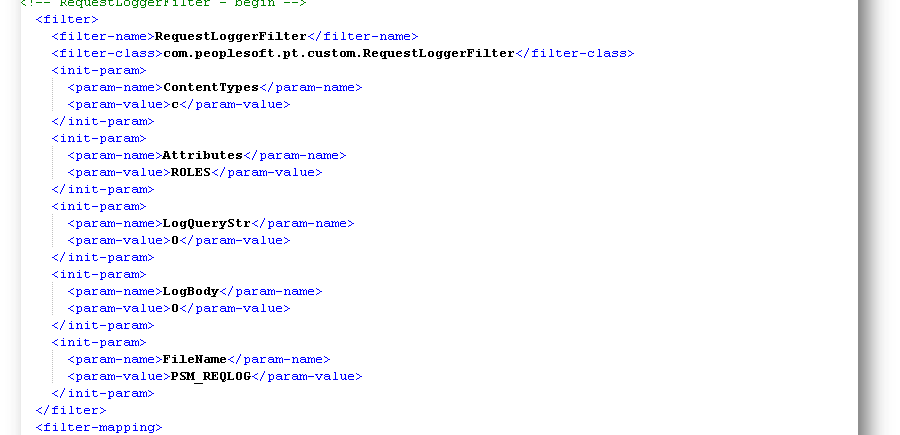 <!-- RequestLoggerFilter - begin -->
<filter>
<filter-name>RequestLoggerFilter</filter-name>
<filter-class>com.peoplesoft.pt.custom.RequestLoggerFilter</filter-class>
<init-param>
<param-name>ContentTypes</param-name>
<param-value>c</param-value>
</init-param>
<init-param>
<param-name>Attributes</param-name>
<param-value>ROLES</param-value>
</init-param>
<init-param>
<param-name>LogQueryStr</param-name>
<param-value>0</param-value>
</init-param>
<init-param>
<param-name>LogBody</param-name>
<param-value>0</param-value>
</init-param>
<init-param>
<param-name>FileName</param-name>
<param-value>PSM_REQLOG</param-value>
</init-param>
</filter>
<filter-mapping>